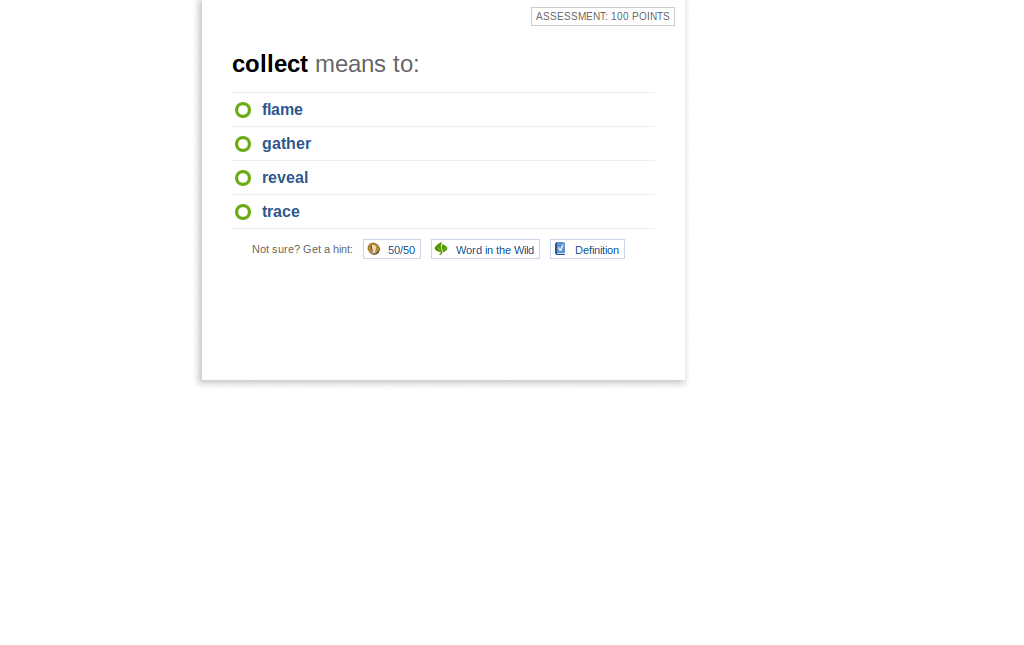 ASSESSMENT: 100 POINTS
collect means to:
flame
gather
reveal
trace
Not sure? Get a hint: 50/50 Word in the Wild Definition